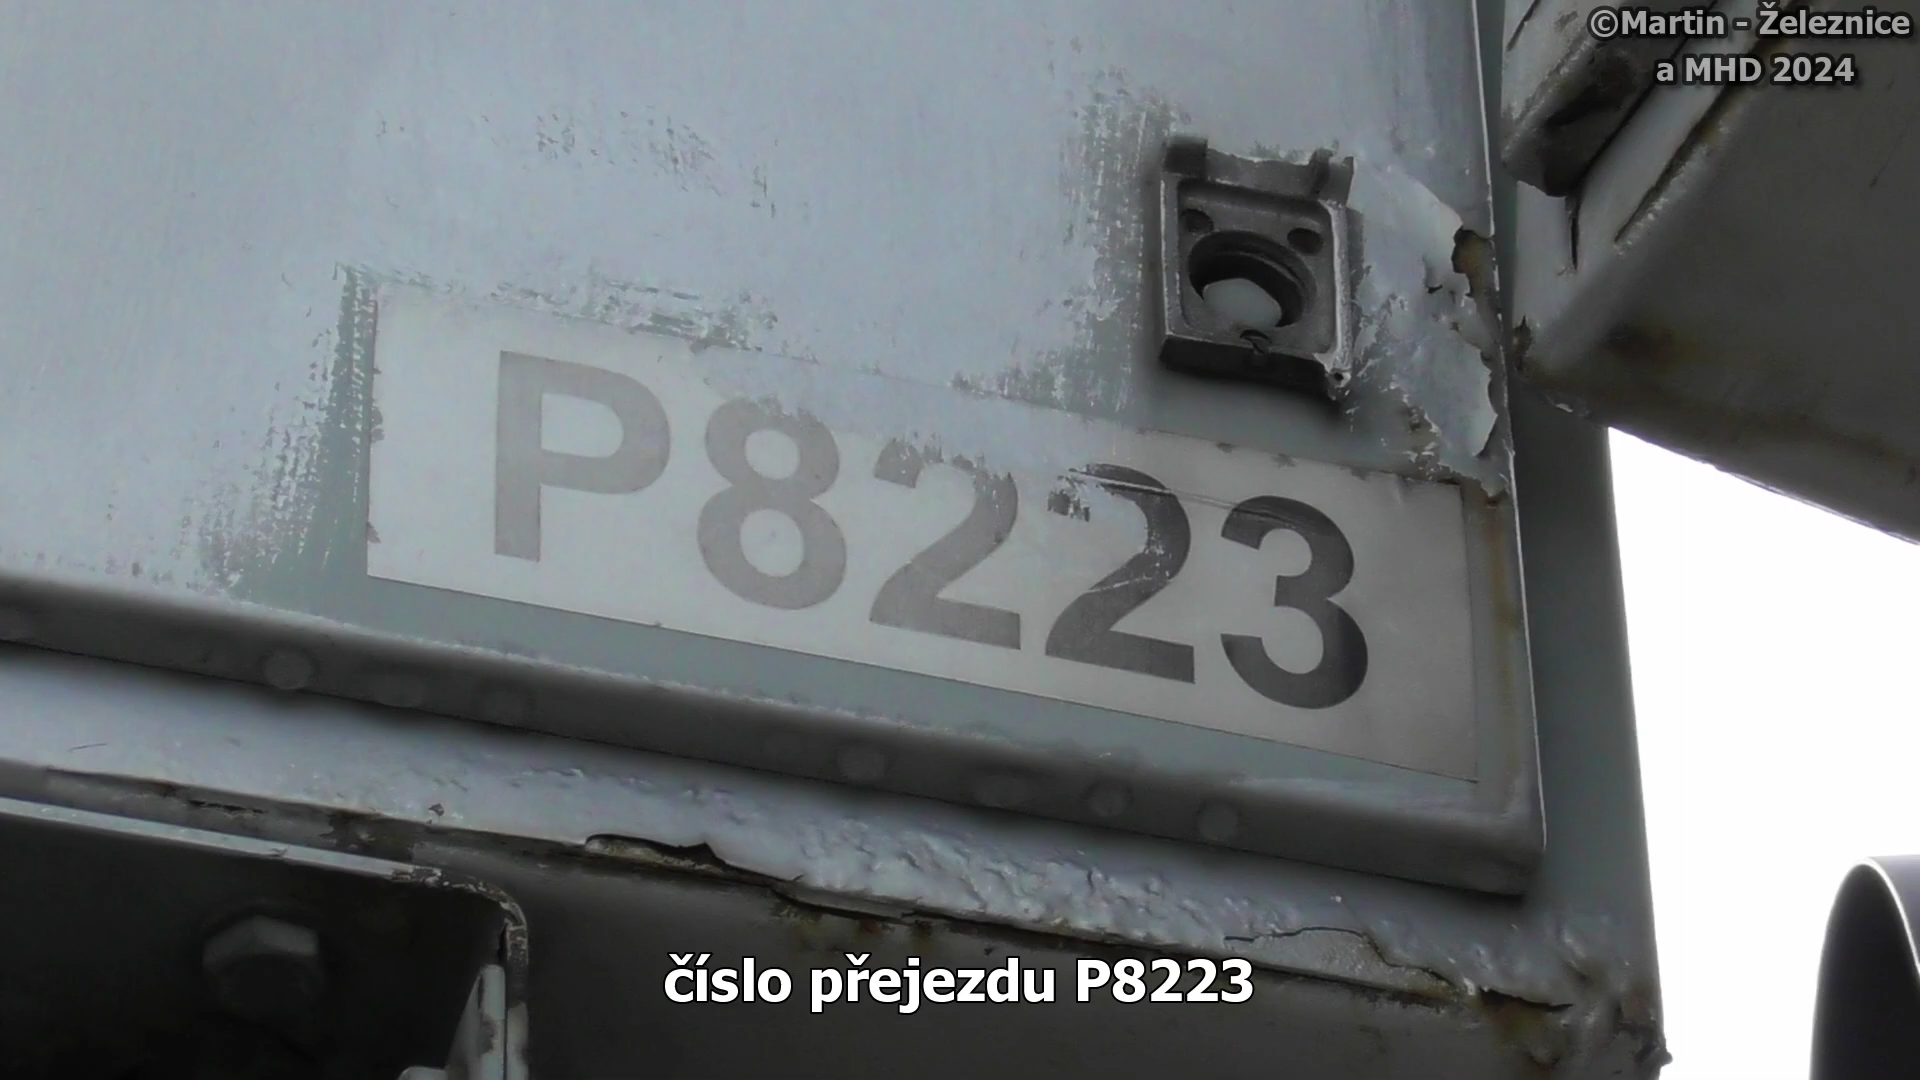 ©Martin - Železnice
a MHD 2024
P8223
číslo přejezdu P8223